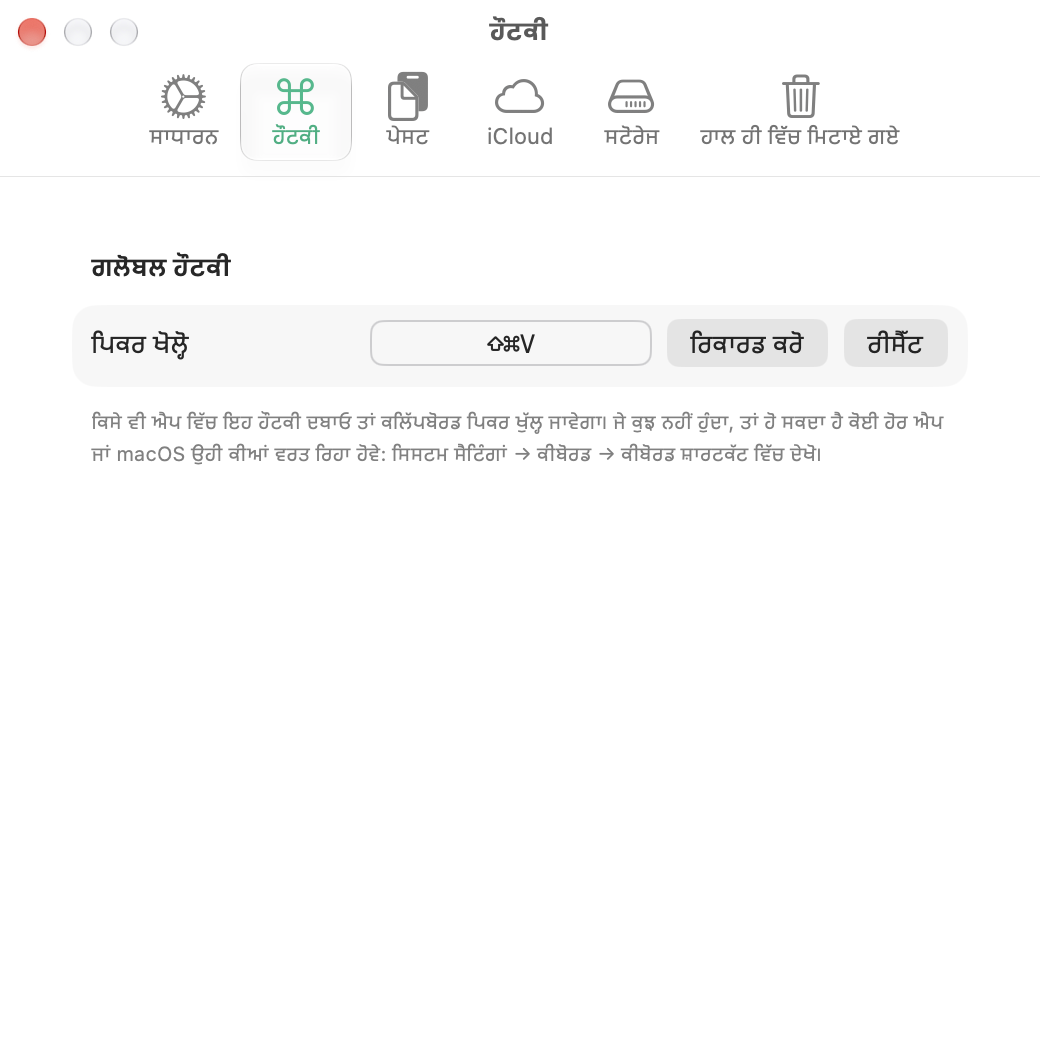 ਹੌਟਕੀ
ਸਾਧਾਰਨ
ਹੌਟਕੀ
ਪੇਸਟ
iCloud
ਸਟੋਰੇਜ
ਹਾਲ ਹੀ ਵਿੱਚ ਮਿਟਾਏ ਗਏ
ਗਲੋਬਲ ਹੌਟਕੀ
ਪਿਕਰ ਖੋਲ੍ਹੋ
⇧⌘V
ਰਿਕਾਰਡ ਕਰੋ
ਰੀਸੈੱਟ
ਕਿਸੇ ਵੀ ਐਪ ਵਿੱਚ ਇਹ ਹੌਟਕੀ ਦਬਾਓ ਤਾਂ ਕਲਿੱਪਬੋਰਡ ਪਿਕਰ ਖੁੱਲ੍ਹ ਜਾਵੇਗਾ। ਜੇ ਕੁਝ ਨਹੀਂ ਹੁੰਦਾ, ਤਾਂ ਹੋ ਸਕਦਾ ਹੈ ਕੋਈ ਹੋਰ ਐਪ
ਜਾਂ macOS ਉਹੀ ਕੀਆਂ ਵਰਤ ਰਿਹਾ ਹੋਵੇ: ਸਿਸਟਮ ਸੈਟਿੰਗਾਂ → ਕੀਬੋਰਡ → ਕੀਬੋਰਡ ਸ਼ਾਰਟਕੱਟ ਵਿੱਚ ਦੇਖੋ।